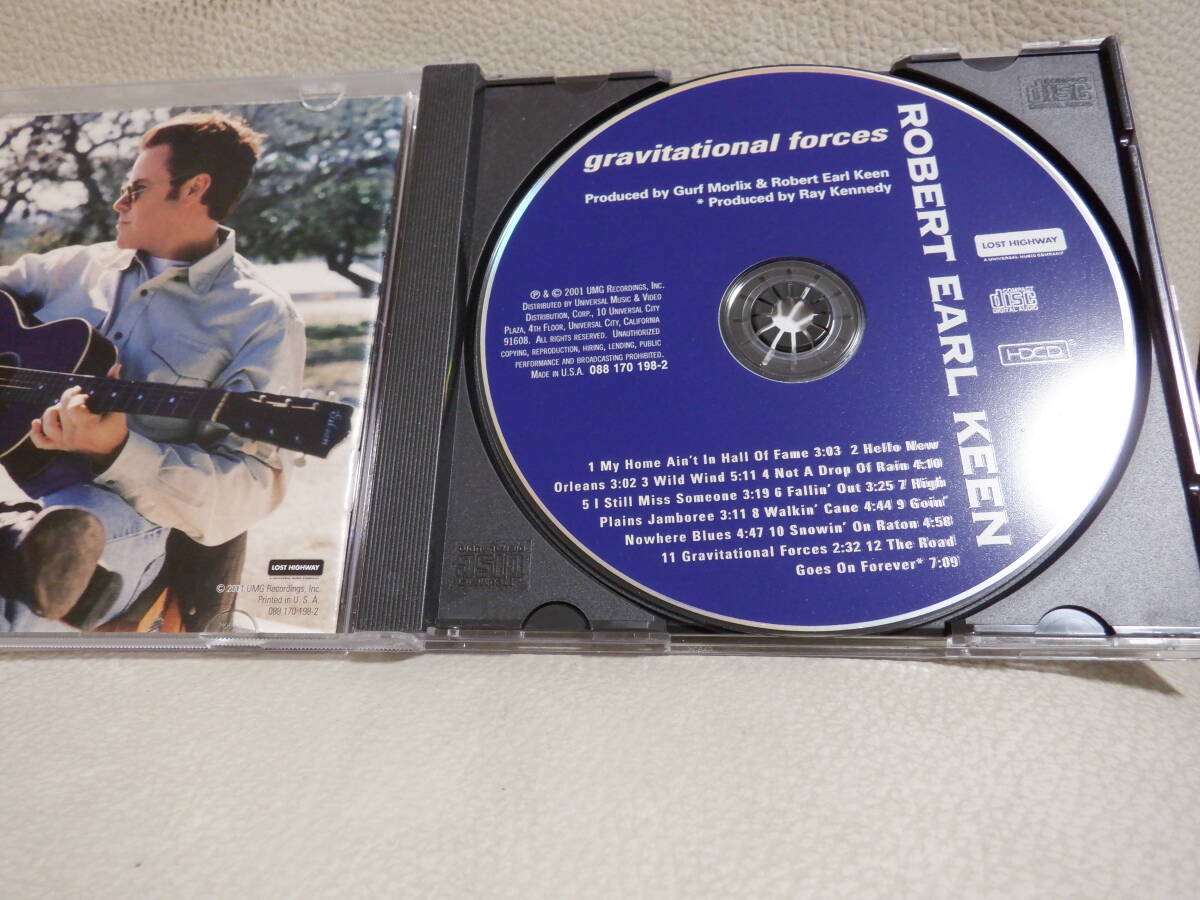 Gibson
LOST HIGHWAY
A UNIVERSAL MUSIC COMPANY
© 2001 UMG Recordings, Inc.
Printed in U. S. A.
088 170 198-2
gravitational forces
Produced by Gurf Morlix & Robert Earl Keen
* Produced by Ray Kennedy
ROBERT EARL KEEN
LOST HIGHWAY
A UNIVERSAL MUSIC COMPANY
COMPACT
disc
DIGITAL AUDIO
HDCD
℗ & © 2001 UMG Recordings, Inc.
Distributed by Universal Music & Video
Distribution, Corp., 10 Universal City
Plaza, 4th Floor, Universal City, California
91608. All rights reserved. Unauthorized
copying, reproduction, hiring, lending, public
performance and broadcasting prohibited.
Made in U.S.A. 088 170 198-2
1 My Home Ain't In Hall Of Fame 3:03 2 Hello New
Orleans 3:02 3 Wild Wind 5:11 4 Not A Drop Of Rain 4:10
5 I Still Miss Someone 3:19 6 Fallin' Out 3:25 7 High
Plains Jamboree 3:11 8 Walkin' Cane 4:44 9 Goin'
Nowhere Blues 4:47 10 Snowin' On Raton 4:58
11 Gravitational Forces 2:32 12 The Road
Goes On Forever* 7:09
COMPACT
disc